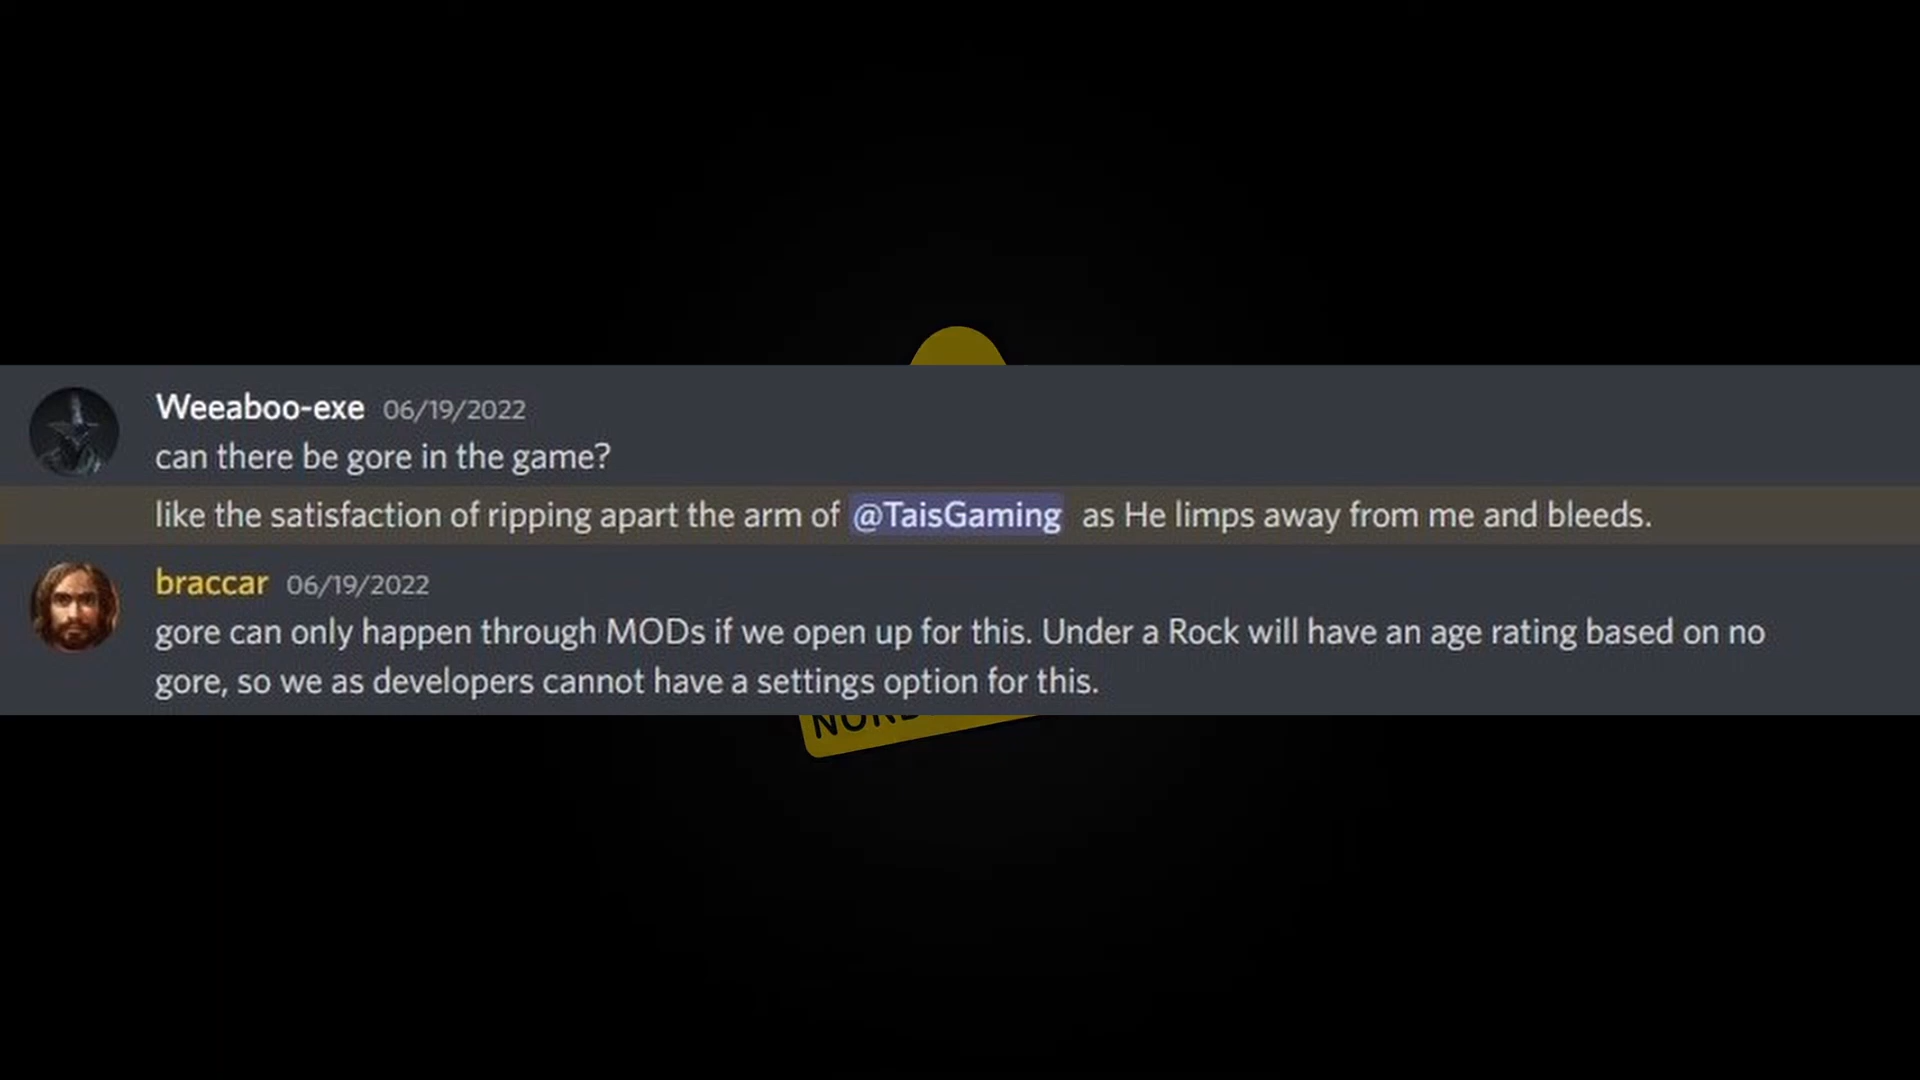 Weeaboo-exe 06/19/2022
can there be gore in the game?
like the satisfaction of ripping apart the arm of @TaisGaming as He limps away from me and bleeds.
braccar 06/19/2022
gore can only happen through MODs if we open up for this. Under a Rock will have an age rating based on no
gore, so we as developers cannot have a settings option for this.